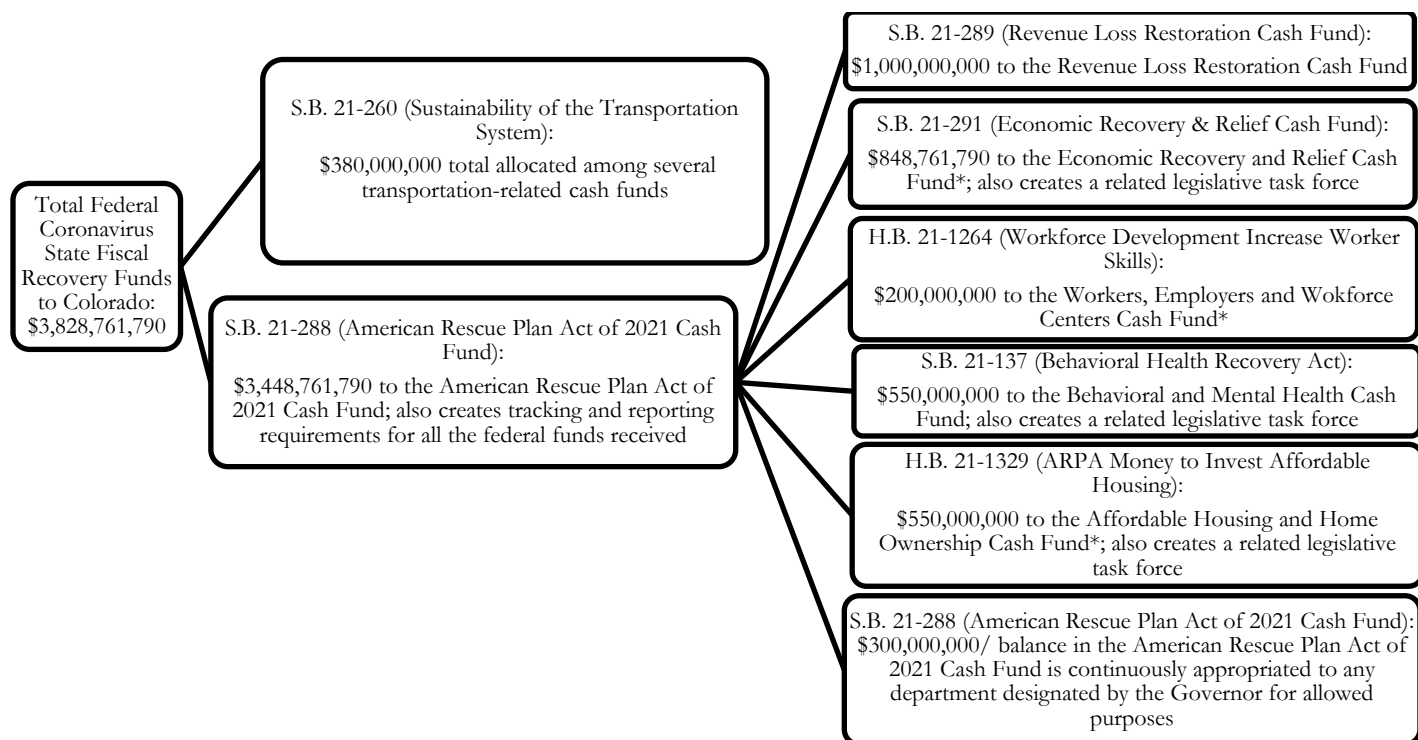 Total Federal
Coronavirus
State Fiscal
Recovery Funds
to Colorado:
$3,828,761,790
S.B. 21-260 (Sustainability of the Transportation
System):
$380,000,000 total allocated among several
transportation-related cash funds
S.B. 21-288 (American Rescue Plan Act of 2021 Cash
Fund):
$3,448,761,790 to the American Rescue Plan Act of
2021 Cash Fund; also creates tracking and reporting
requirements for all the federal funds received
S.B. 21-289 (Revenue Loss Restoration Cash Fund):
$1,000,000,000 to the Revenue Loss Restoration Cash Fund
S.B. 21-291 (Economic Recovery & Relief Cash Fund):
$848,761,790 to the Economic Recovery and Relief Cash
Fund*; also creates a related legislative task force
H.B. 21-1264 (Workforce Development Increase Worker
Skills):
$200,000,000 to the Workers, Employers and Wokforce
Centers Cash Fund*
S.B. 21-137 (Behavioral Health Recovery Act):
$550,000,000 to the Behavioral and Mental Health Cash
Fund; also creates a related legislative task force
H.B. 21-1329 (ARPA Money to Invest Affordable
Housing):
$550,000,000 to the Affordable Housing and Home
Ownership Cash Fund*; also creates a related legislative
task force
S.B. 21-288 (American Rescue Plan Act of 2021 Cash Fund):
$300,000,000/ balance in the American Rescue Plan Act of
2021 Cash Fund is continuously appropriated to any
department designated by the Governor for allowed
purposes